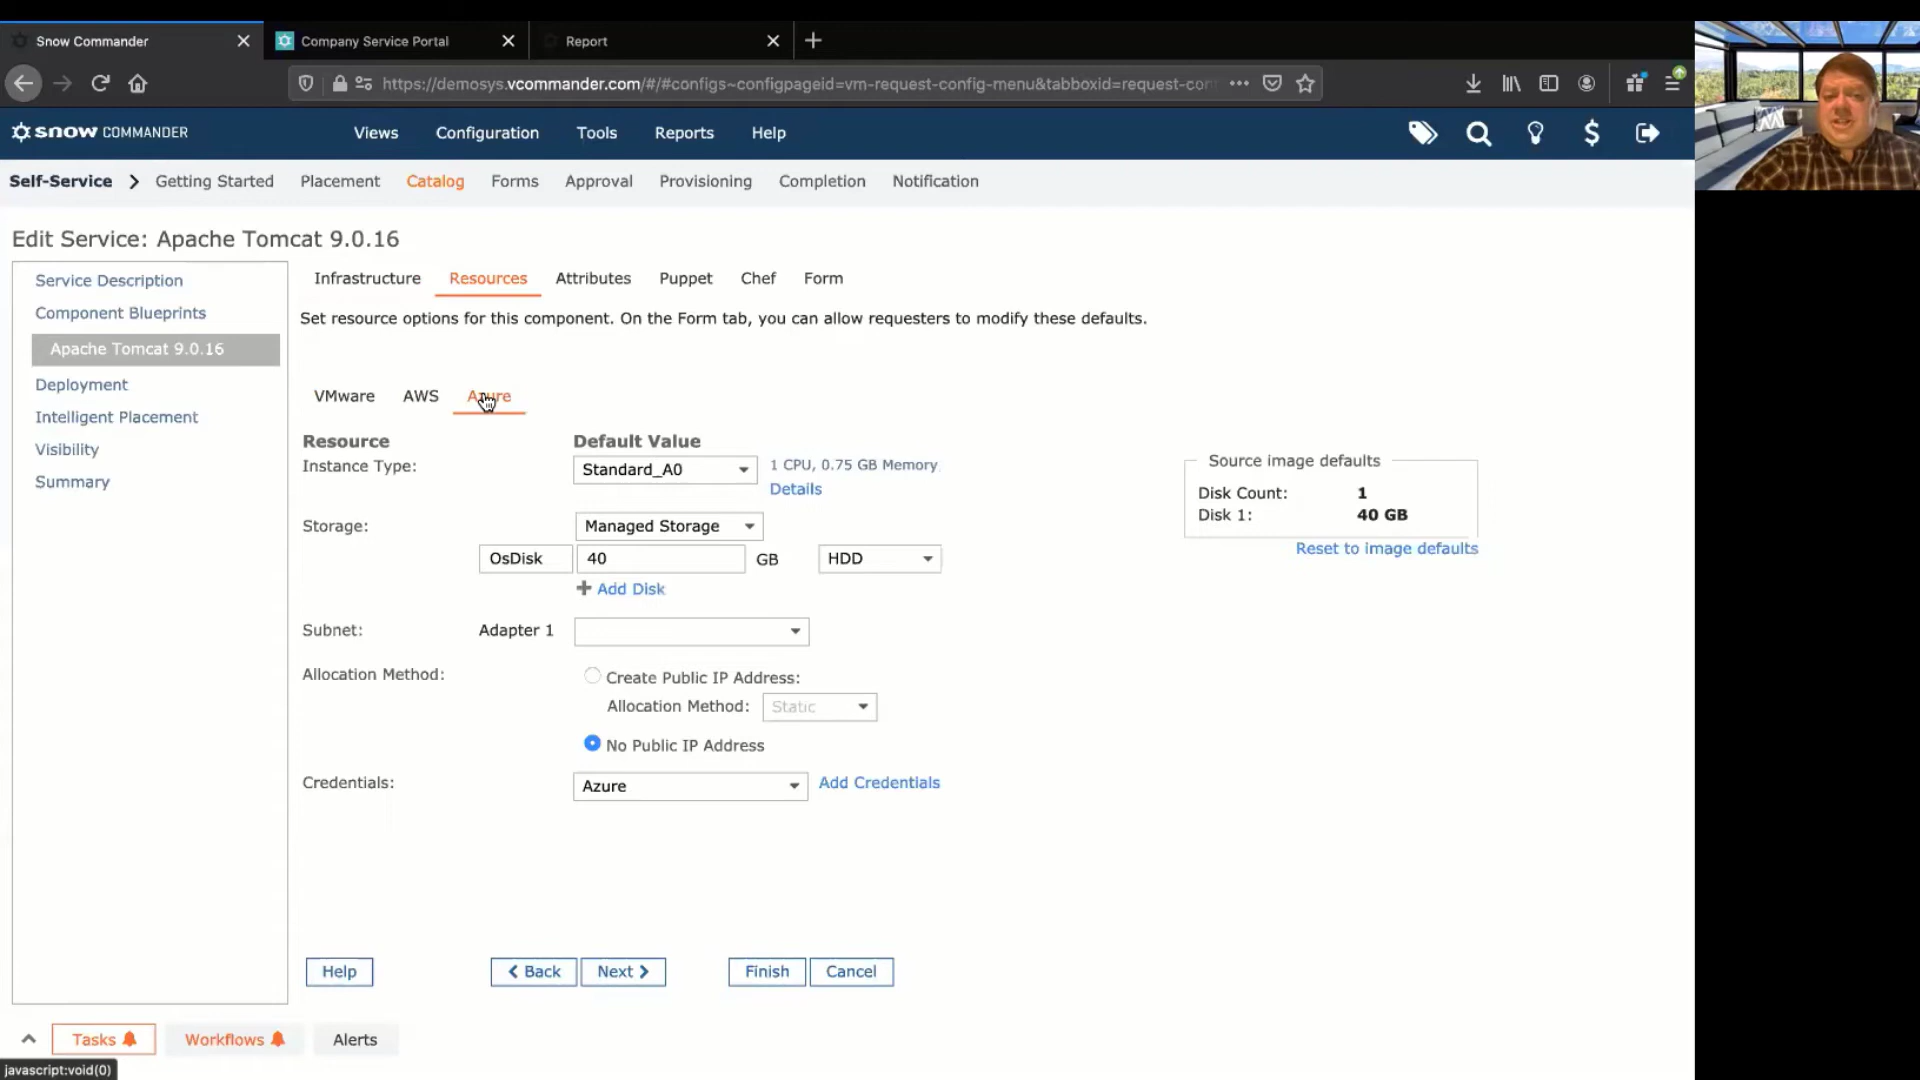 Snow Commander
Company Service Portal
Report
https://demosys.vcommander.com/#/#configs~configpageid=vm-request-config-menu&tabboxid=request-con
snow COMMANDER
Views
Configuration
Tools
Reports
Help
Self-Service
Getting Started
Placement
Catalog
Forms
Approval
Provisioning
Completion
Notification
Edit Service: Apache Tomcat 9.0.16
Service Description
Component Blueprints
Apache Tomcat 9.0.16
Deployment
Intelligent Placement
Visibility
Summary
Infrastructure
Resources
Attributes
Puppet
Chef
Form
Set resource options for this component. On the Form tab, you can allow requesters to modify these defaults.
VMware
AWS
Azure
Resource
Default Value
Instance Type:
Standard_A0
1 CPU, 0.75 GB Memory
Details
Storage:
Managed Storage
OsDisk
40
GB
HDD
Add Disk
Subnet:
Adapter 1
Allocation Method:
Create Public IP Address:
Allocation Method:
Static
No Public IP Address
Credentials:
Azure
Add Credentials
Source image defaults
Disk Count: 1
Disk 1: 40 GB
Reset to image defaults
Help
Back
Next
Finish
Cancel
Tasks
Workflows
Alerts
javascript:void(0)